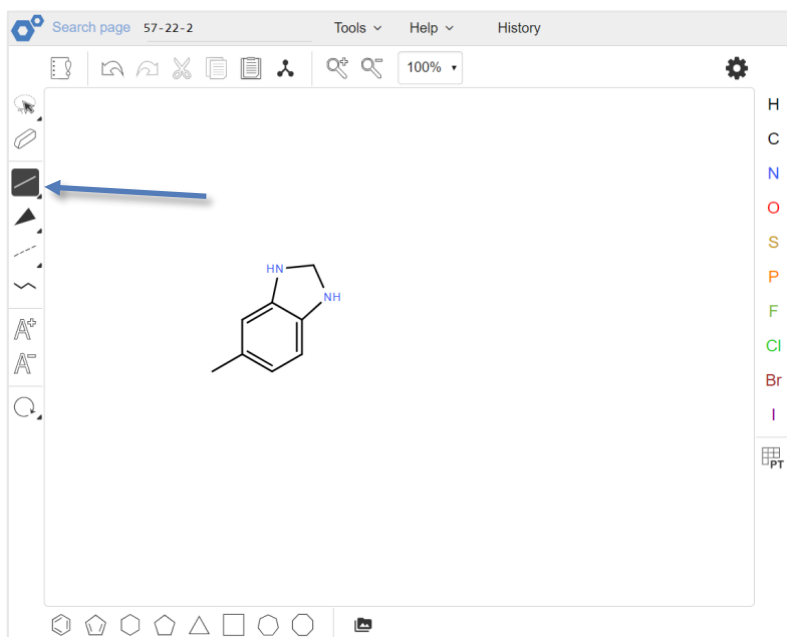 Search page 57-22-2 Tools Help History
100%
H
C
N
O
S
P
F
Cl
Br
I
PT
HN
NH
A+
A-